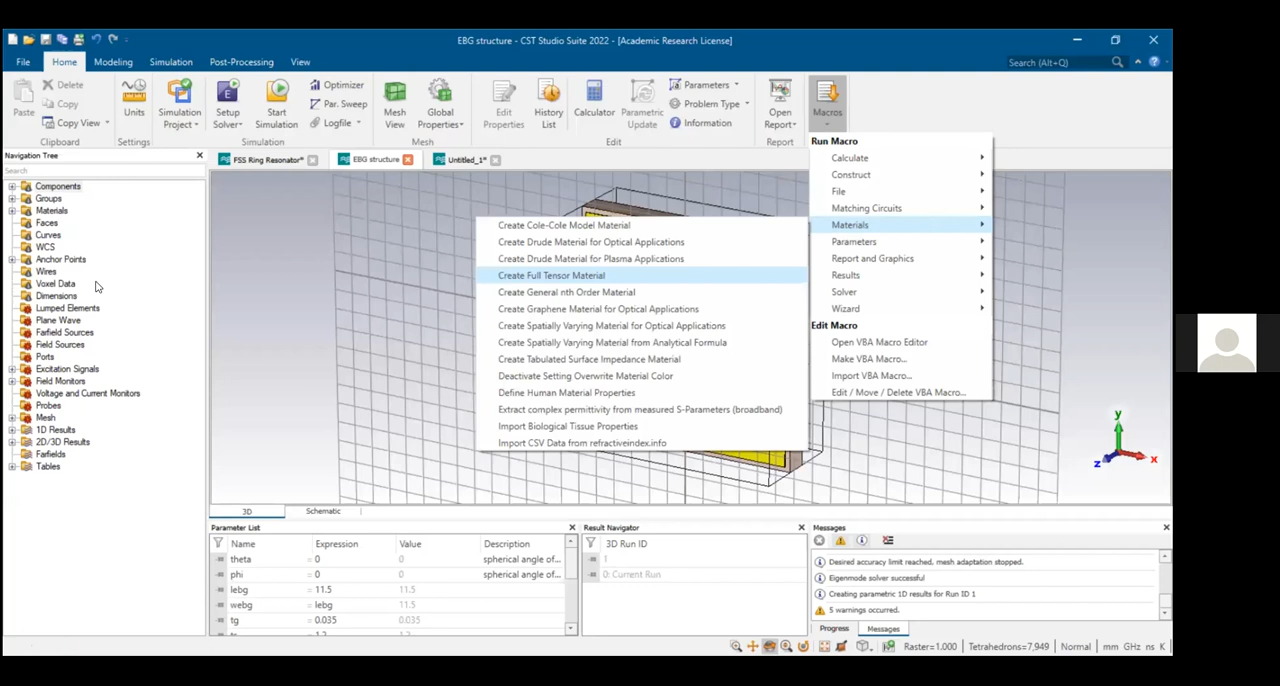 EBG structure - CST Studio Suite 2022 - [Academic Research License]
File Home Modeling Simulation Post-Processing View Search (Alt+Q)
Paste
Delete
Copy
Copy View
Clipboard
Units
Settings
Simulation Project
Setup Solver
Start Simulation
Optimizer
Par. Sweep
Logfile
Simulation
Mesh View
Global Properties
Mesh
Edit Properties
History List
Calculator
Parametric Update
Parameters
Problem Type
Information
Edit
Open Report
Report
Macros
Navigation Tree
Search
Components
Groups
Materials
Faces
Curves
WCS
Anchor Points
Wires
Voxel Data
Dimensions
Lumped Elements
Plane Wave
Farfield Sources
Field Sources
Ports
Excitation Signals
Field Monitors
Voltage and Current Monitors
Probes
Mesh
1D Results
2D/3D Results
Farfields
Tables
FSS Ring Resonator* EBG structure Untitled_1*
Run Macro
Calculate
Construct
File
Matching Circuits
Materials
Parameters
Report and Graphics
Results
Solver
Wizard
Edit Macro
Open VBA Macro Editor
Make VBA Macro...
Import VBA Macro...
Edit / Move / Delete VBA Macro...
Create Cole-Cole Model Material
Create Drude Material for Optical Applications
Create Drude Material for Plasma Applications
Create Full Tensor Material
Create General nth Order Material
Create Graphene Material for Optical Applications
Create Spatially Varying Material for Optical Applications
Create Spatially Varying Material from Analytical Formula
Create Tabulated Surface Impedance Material
Deactivate Setting Overwrite Material Color
Define Human Material Properties
Extract complex permittivity from measured S-Parameters (broadband)
Import Biological Tissue Properties
Import CSV Data from refractiveindex.info
y
z x
3D Schematic
Parameter List
Name Expression Value Description
theta = 0 0 spherical angle of...
phi = 0 0 spherical angle of...
lebg = 11.5 11.5
webg = lebg 11.5
tg = 0.035 0.035
Result Navigator
3D Run ID
1
0: Current Run
Messages
Desired accuracy limit reached, mesh adaptation stopped.
Eigenmode solver successful
Creating parametric 1D results for Run ID 1
5 warnings occurred.
Progress Messages
Raster=1.000 Tetrahedrons=7,949 Normal mm GHz ns K